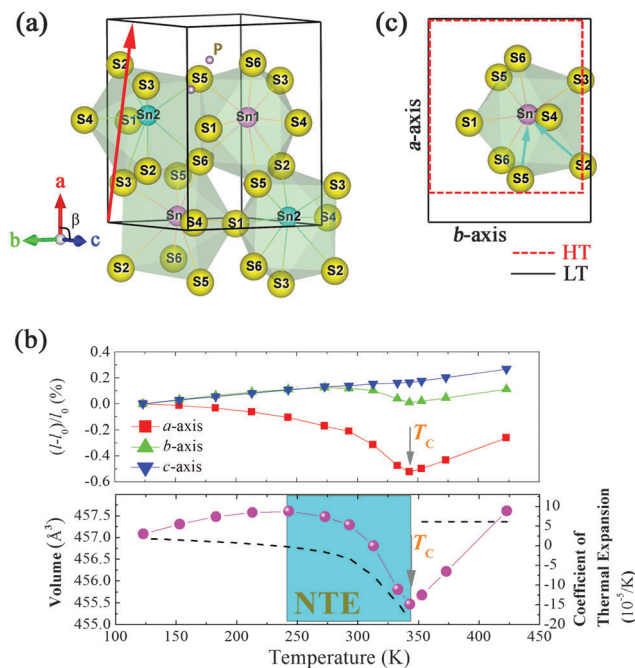 (a)
P
S2
S6
S5
S3
S3
S4
S1
Sn2
S1
Sn1
S4
S2
S6
S2
S3
S5
S5
S3
Sn
S4
S1
Sn2
S4
S2
S6
S6
S2
S5
S3
a
β
b
c
(c)
S6
S5
S3
S1
Sn
S4
S6
S2
S5
a-axis
b-axis
HT
LT
(b)
(l-l0)/l0 (%)
0.4
0.2
0.0
-0.2
-0.4
-0.6
a-axis
b-axis
c-axis
TC
Volume (Å3)
457.5
457.0
456.5
456.0
455.5
455.0
NTE
TC
10
5
0
-5
-10
-15
-20
Coefficient of
Thermal Expansion
(10-5/K)
100 150 200 250 300 350 400 450
Temperature (K)